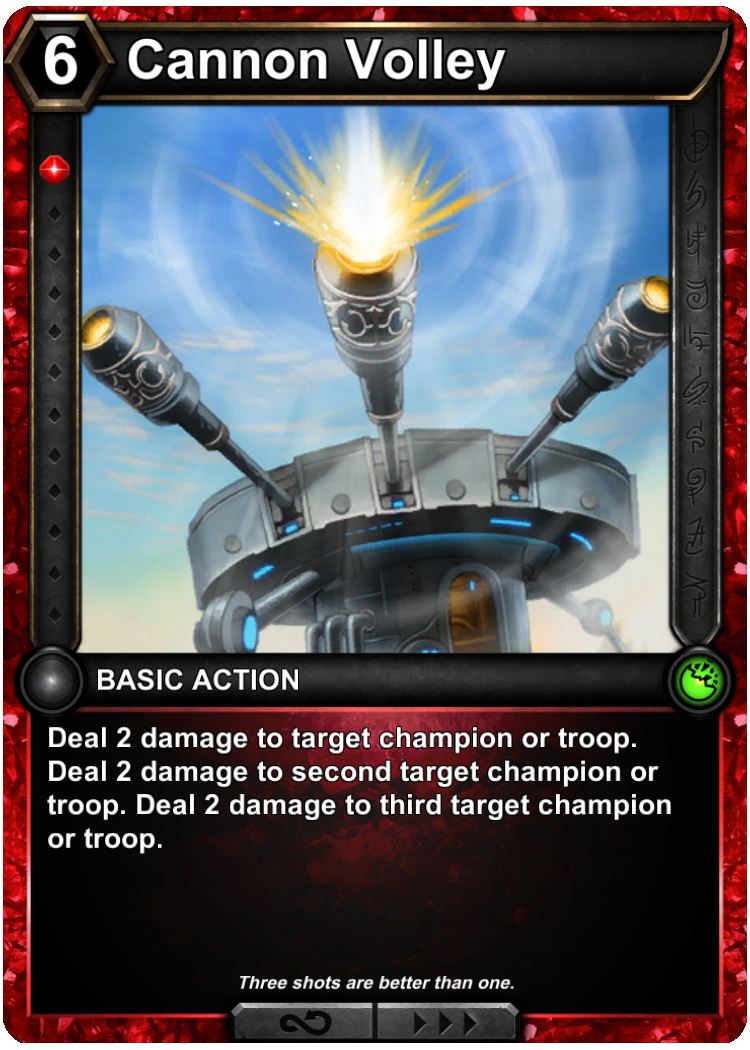 6 Cannon Volley
BASIC ACTION
Deal 2 damage to target champion or troop.
Deal 2 damage to second target champion or
troop. Deal 2 damage to third target champion
or troop.
Three shots are better than one.